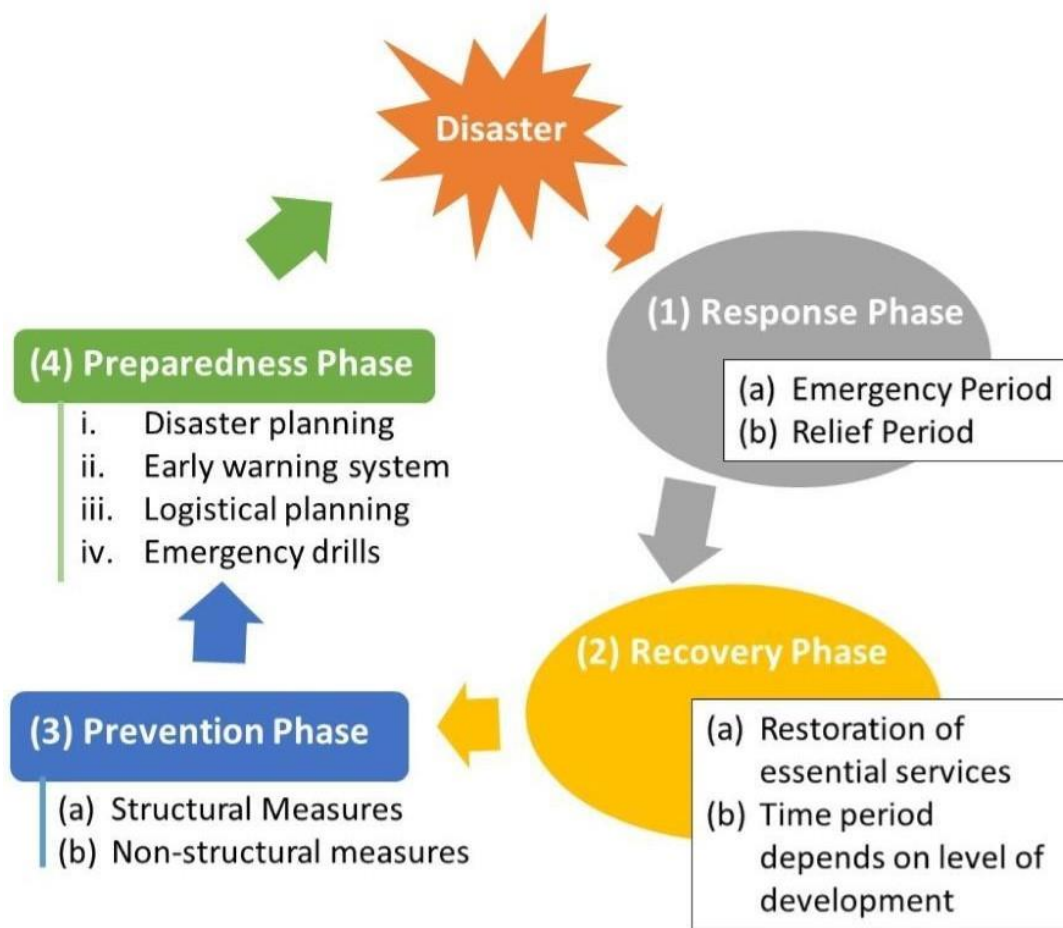 Disaster
(1) Response Phase
(a) Emergency Period
(b) Relief Period
(2) Recovery Phase
(a) Restoration of
essential services
(b) Time period
depends on level of
development
(3) Prevention Phase
(a) Structural Measures
(b) Non-structural measures
(4) Preparedness Phase
i. Disaster planning
ii. Early warning system
iii. Logistical planning
iv. Emergency drills